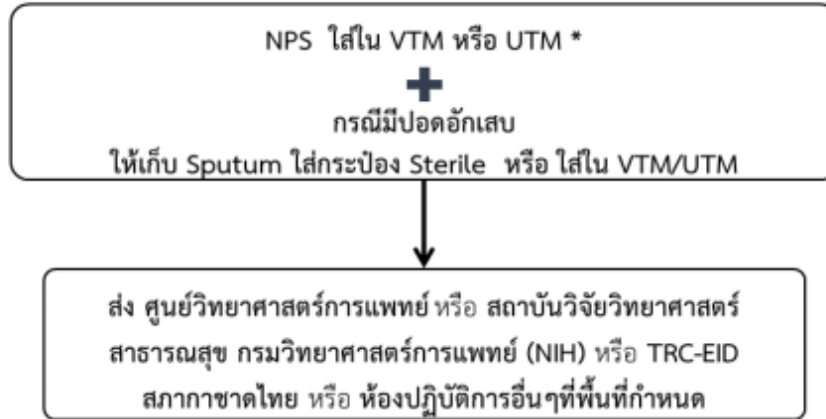 NPS ใส่ใน VTM หรือ UTM *
กรณีมีปอดอักเสบ
ให้เก็บ Sputum ใส่กระป๋อง Sterile หรือ ใส่ใน VTM/UTM
ส่ง ศูนย์วิทยาศาสตร์การแพทย์ หรือ สถาบันวิจัยวิทยาศาสตร์
สาธารณสุข กรมวิทยาศาสตร์การแพทย์ (NIH) หรือ TRC-EID
สภากาชาดไทย หรือ ห้องปฏิบัติการอื่นๆที่พื้นที่กำหนด